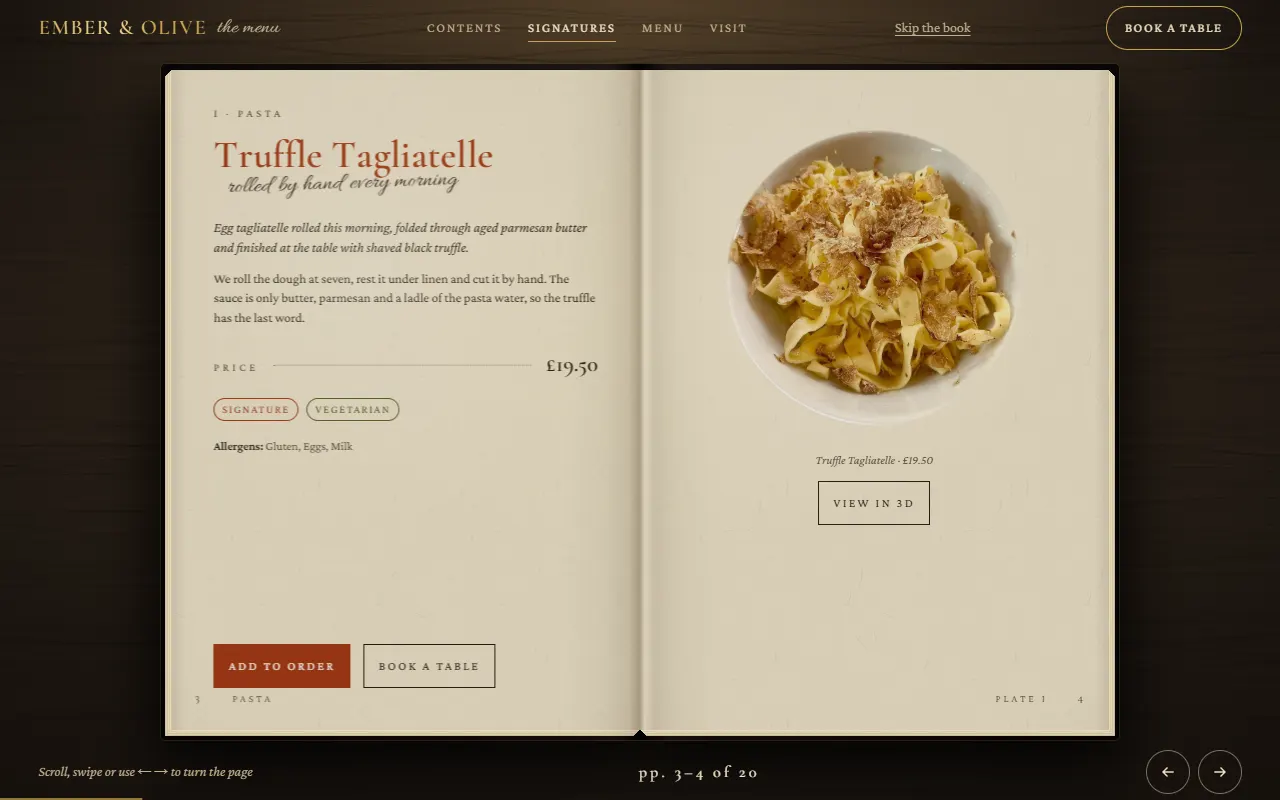 EMBER & OLIVE the menu
CONTENTS SIGNATURES MENU VISIT
Skip the book
BOOK A TABLE
I · PASTA
Truffle Tagliatelle
rolled by hand every morning
Egg tagliatelle rolled this morning, folded through aged parmesan butter
and finished at the table with shaved black truffle.
We roll the dough at seven, rest it under linen and cut it by hand. The
sauce is only butter, parmesan and a ladle of the pasta water, so the truffle
has the last word.
PRICE £19.50
SIGNATURE VEGETARIAN
Allergens: Gluten, Eggs, Milk
ADD TO ORDER BOOK A TABLE
3 PASTA
Truffle Tagliatelle · £19.50
VIEW IN 3D
PLATE I 4
Scroll, swipe or use ← → to turn the page
pp. 3–4 of 20
← →